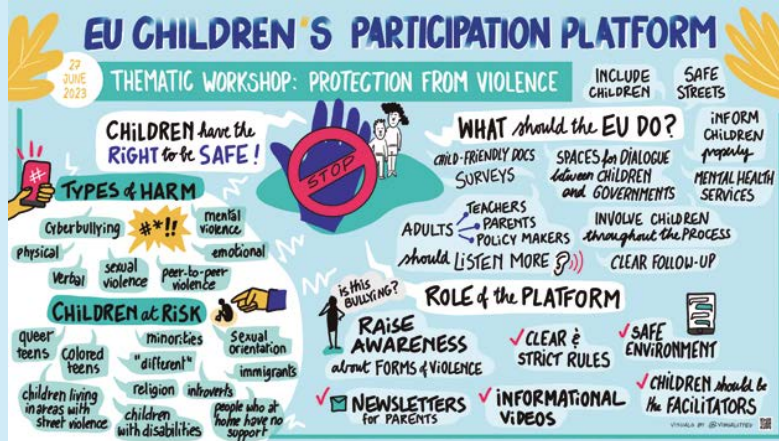 EU CHILDREN'S PARTICIPATION PLATFORM
27
JUNE
2023
THEMATIC WORKSHOP: PROTECTION FROM VIOLENCE
CHILDREN have the
RIGHT to be SAFE!
STOP
#
TYPES of HARM
Cyberbullying
#*!!
mental
violence
physical
emotional
verbal
sexual
violence
peer-to-peer
violence
CHILDREN at RISK
queer
teens
Colored
teens
minorities
"different"
Sexual
orientation
immigrants
religion
introverts
children living
in areas with
street violence
children
with disabilities
people who at
home have no
support
INCLUDE
CHILDREN
SAFE
STREETS
WHAT should the EU DO?
INFORM
CHILDREN
properly
CHILD-FRIENDLY DOCS
SURVEYS
SPACES for DIALOGUE
between CHILDREN
and GOVERNMENTS
MENTAL HEALTH
SERVICES
ADULTS
TEACHERS
PARENTS
POLICY MAKERS
should LISTEN MORE
INVOLVE CHILDREN
throughout the PROCESS
CLEAR FOLLOW-UP
is this
BULLYING?
ROLE of the PLATFORM
RAISE
AWARENESS
about FORMS of VIOLENCE
CLEAR &
STRICT RULES
SAFE
ENVIRONMENT
NEWSLETTERS
for PARENTS
INFORMATIONAL
VIDEOS
CHILDREN should be
the FACILITATORS
VISUALS BY @VISUALITYEU